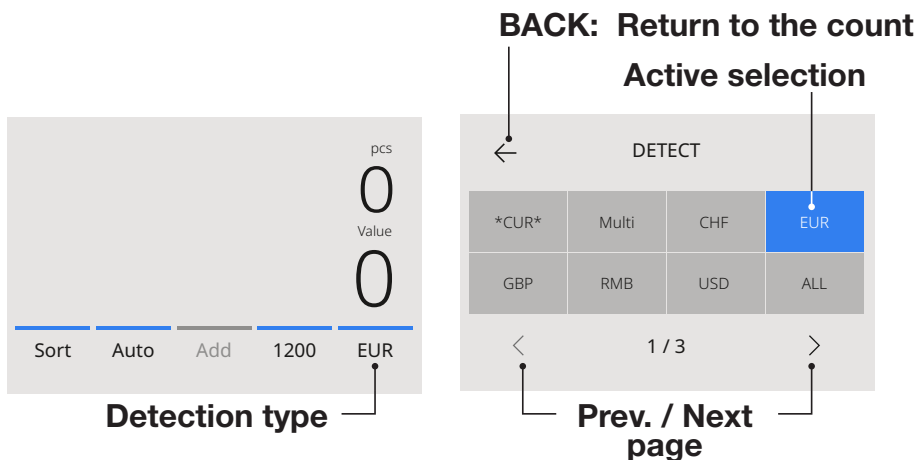 BACK: Return to the count
Active selection
pcs
0
Value
0
Sort Auto Add 1200 EUR
Detection type
DETECT
*CUR* Multi CHF EUR
GBP RMB USD ALL
1 / 3
Prev. / Next
page